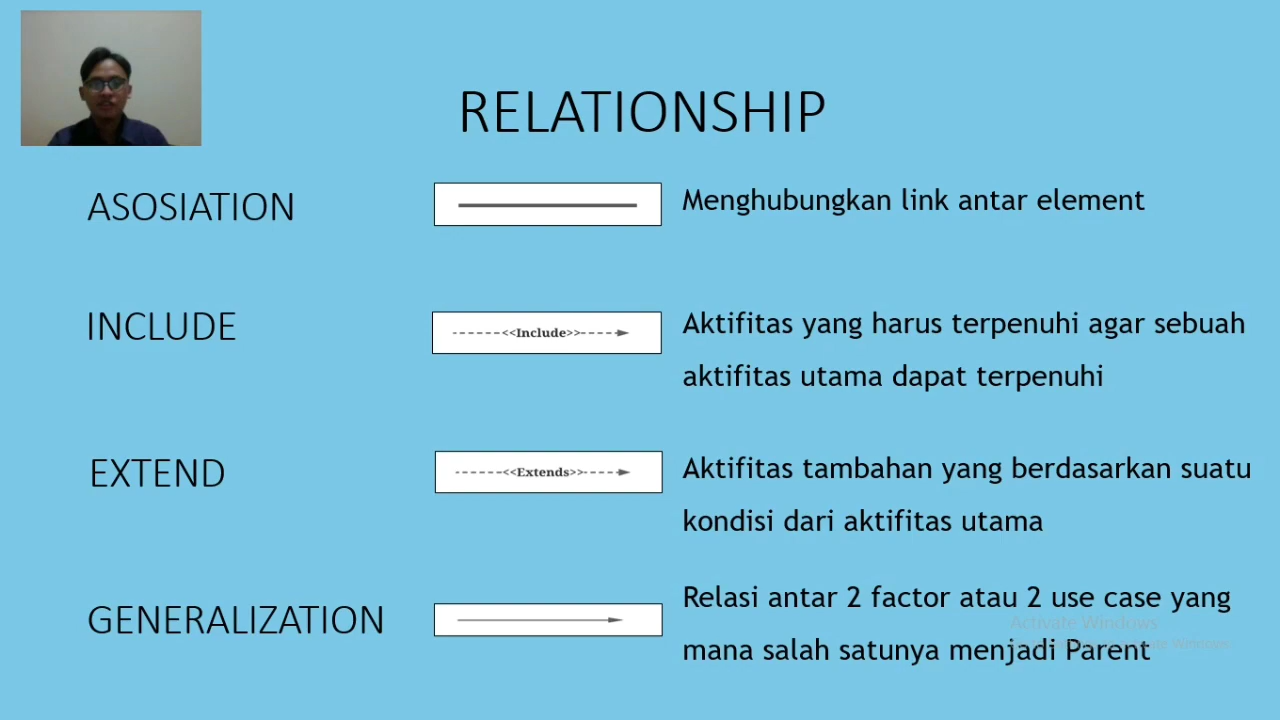 RELATIONSHIP
ASOSIATION
Menghubungkan link antar element
INCLUDE
<<Include>>
Aktifitas yang harus terpenuhi agar sebuah
aktifitas utama dapat terpenuhi
EXTEND
<<Extends>>
Aktifitas tambahan yang berdasarkan suatu
kondisi dari aktifitas utama
GENERALIZATION
Relasi antar 2 factor atau 2 use case yang
mana salah satunya menjadi Parent
Activate Windows